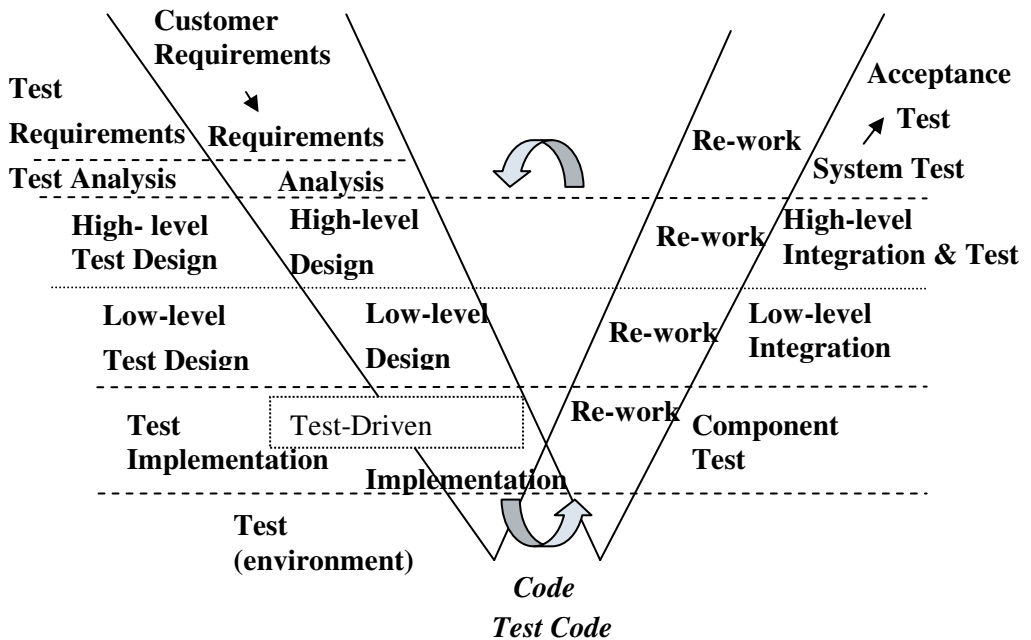 Customer
Requirements
Acceptance
Test
Test
Requirements
Requirements
Re-work
System Test
Test Analysis
Analysis
High- level
Test Design
High-level
Design
Re-work
High-level
Integration & Test
Low-level
Test Design
Low-level
Design
Re-work
Low-level
Integration
Test
Implementation
Test-Driven
Implementation
Re-work
Component
Test
Test
(environment)
Code
Test Code